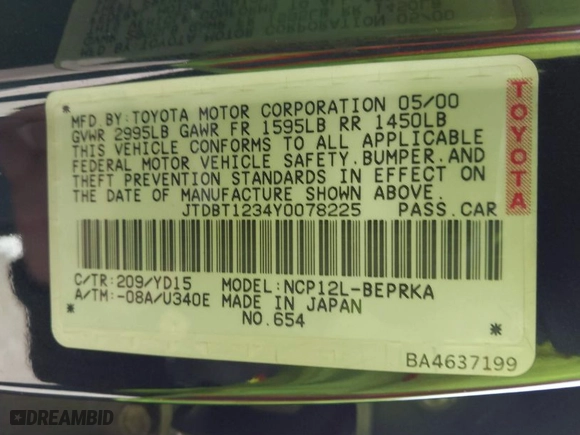 MFD.BY:TOYOTA MOTOR CORPORATION 05/00
GVWR 2995LB GAWR FR 1595LB RR 1450LB
THIS VEHICLE CONFORMS TO ALL APPLICABLE
FEDERAL MOTOR VEHICLE SAFETY.BUMPER.AND
THEFT PREVENTION STANDARDS IN EFFECT ON
THE DATE OF MANUFACTURE SHOWN ABOVE.
JTDBT1234Y0078225 PASS.CAR
C/TR:209/YD15 MODEL:NCP12L-BEPRKA
A/TM:-08A/U340E MADE IN JAPAN
NO.654
BA4637199
TOYOTA
DREAMBID